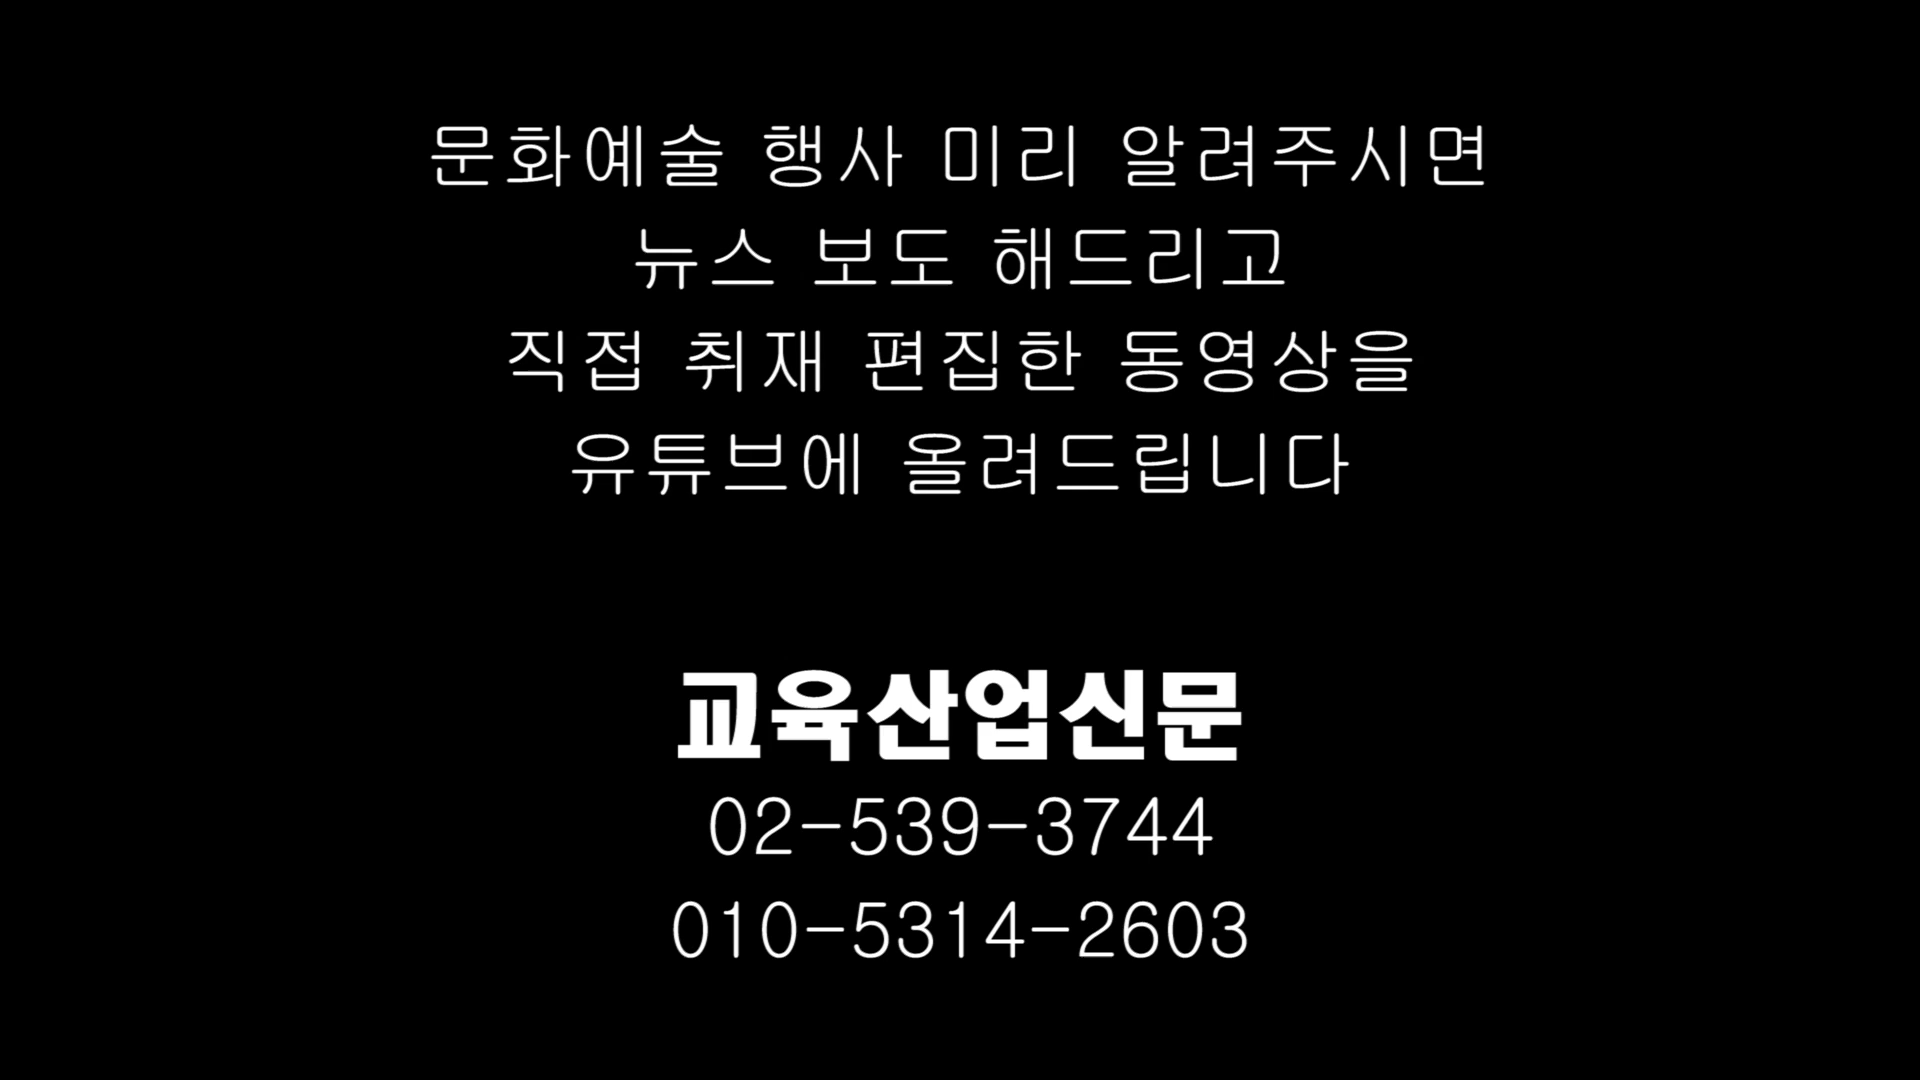 문화예술 행사 미리 알려주시면
뉴스 보도 해드리고
직접 취재 편집한 동영상을
유튜브에 올려드립니다
교육산업신문
02-539-3744
010-5314-2603